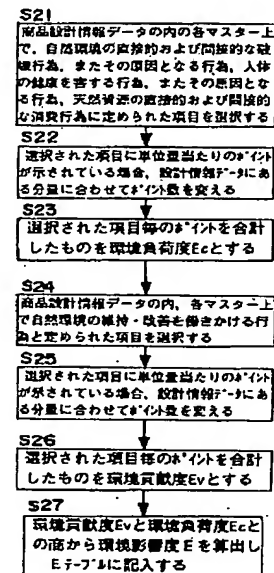 S21
商品設計情報データの内の各マスター上
で、自然環境の直接的および間接的な破
壊行為、またその原因となる行為、人体
の健康を害する行為、またその原因とな
る行為、天然資源の直接的および間接的
な消費行為に定められた項目を選択する
S22
選択された項目に単位量当たりのポイント
が示されている場合、設計情報データにあ
る分量に合わせてポイント数を変える
S23
選択された項目毎のポイントを合計
したものを環境負荷度Ecとする
S24
商品設計情報データの内、各マスター上
で自然環境の維持・改善を働きかける行
為と定められた項目を選択する
S25
選択された項目に単位量当たりのポイント
が示されている場合、設計情報データにあ
る分量に合わせてポイント数を変える
S26
選択された項目毎のポイントを合計
したものを環境貢献度Evとする
S27
環境貢献度Evと環境負荷度Ecと
の商から環境影響度Eを算出し
Eテーブルに記入する